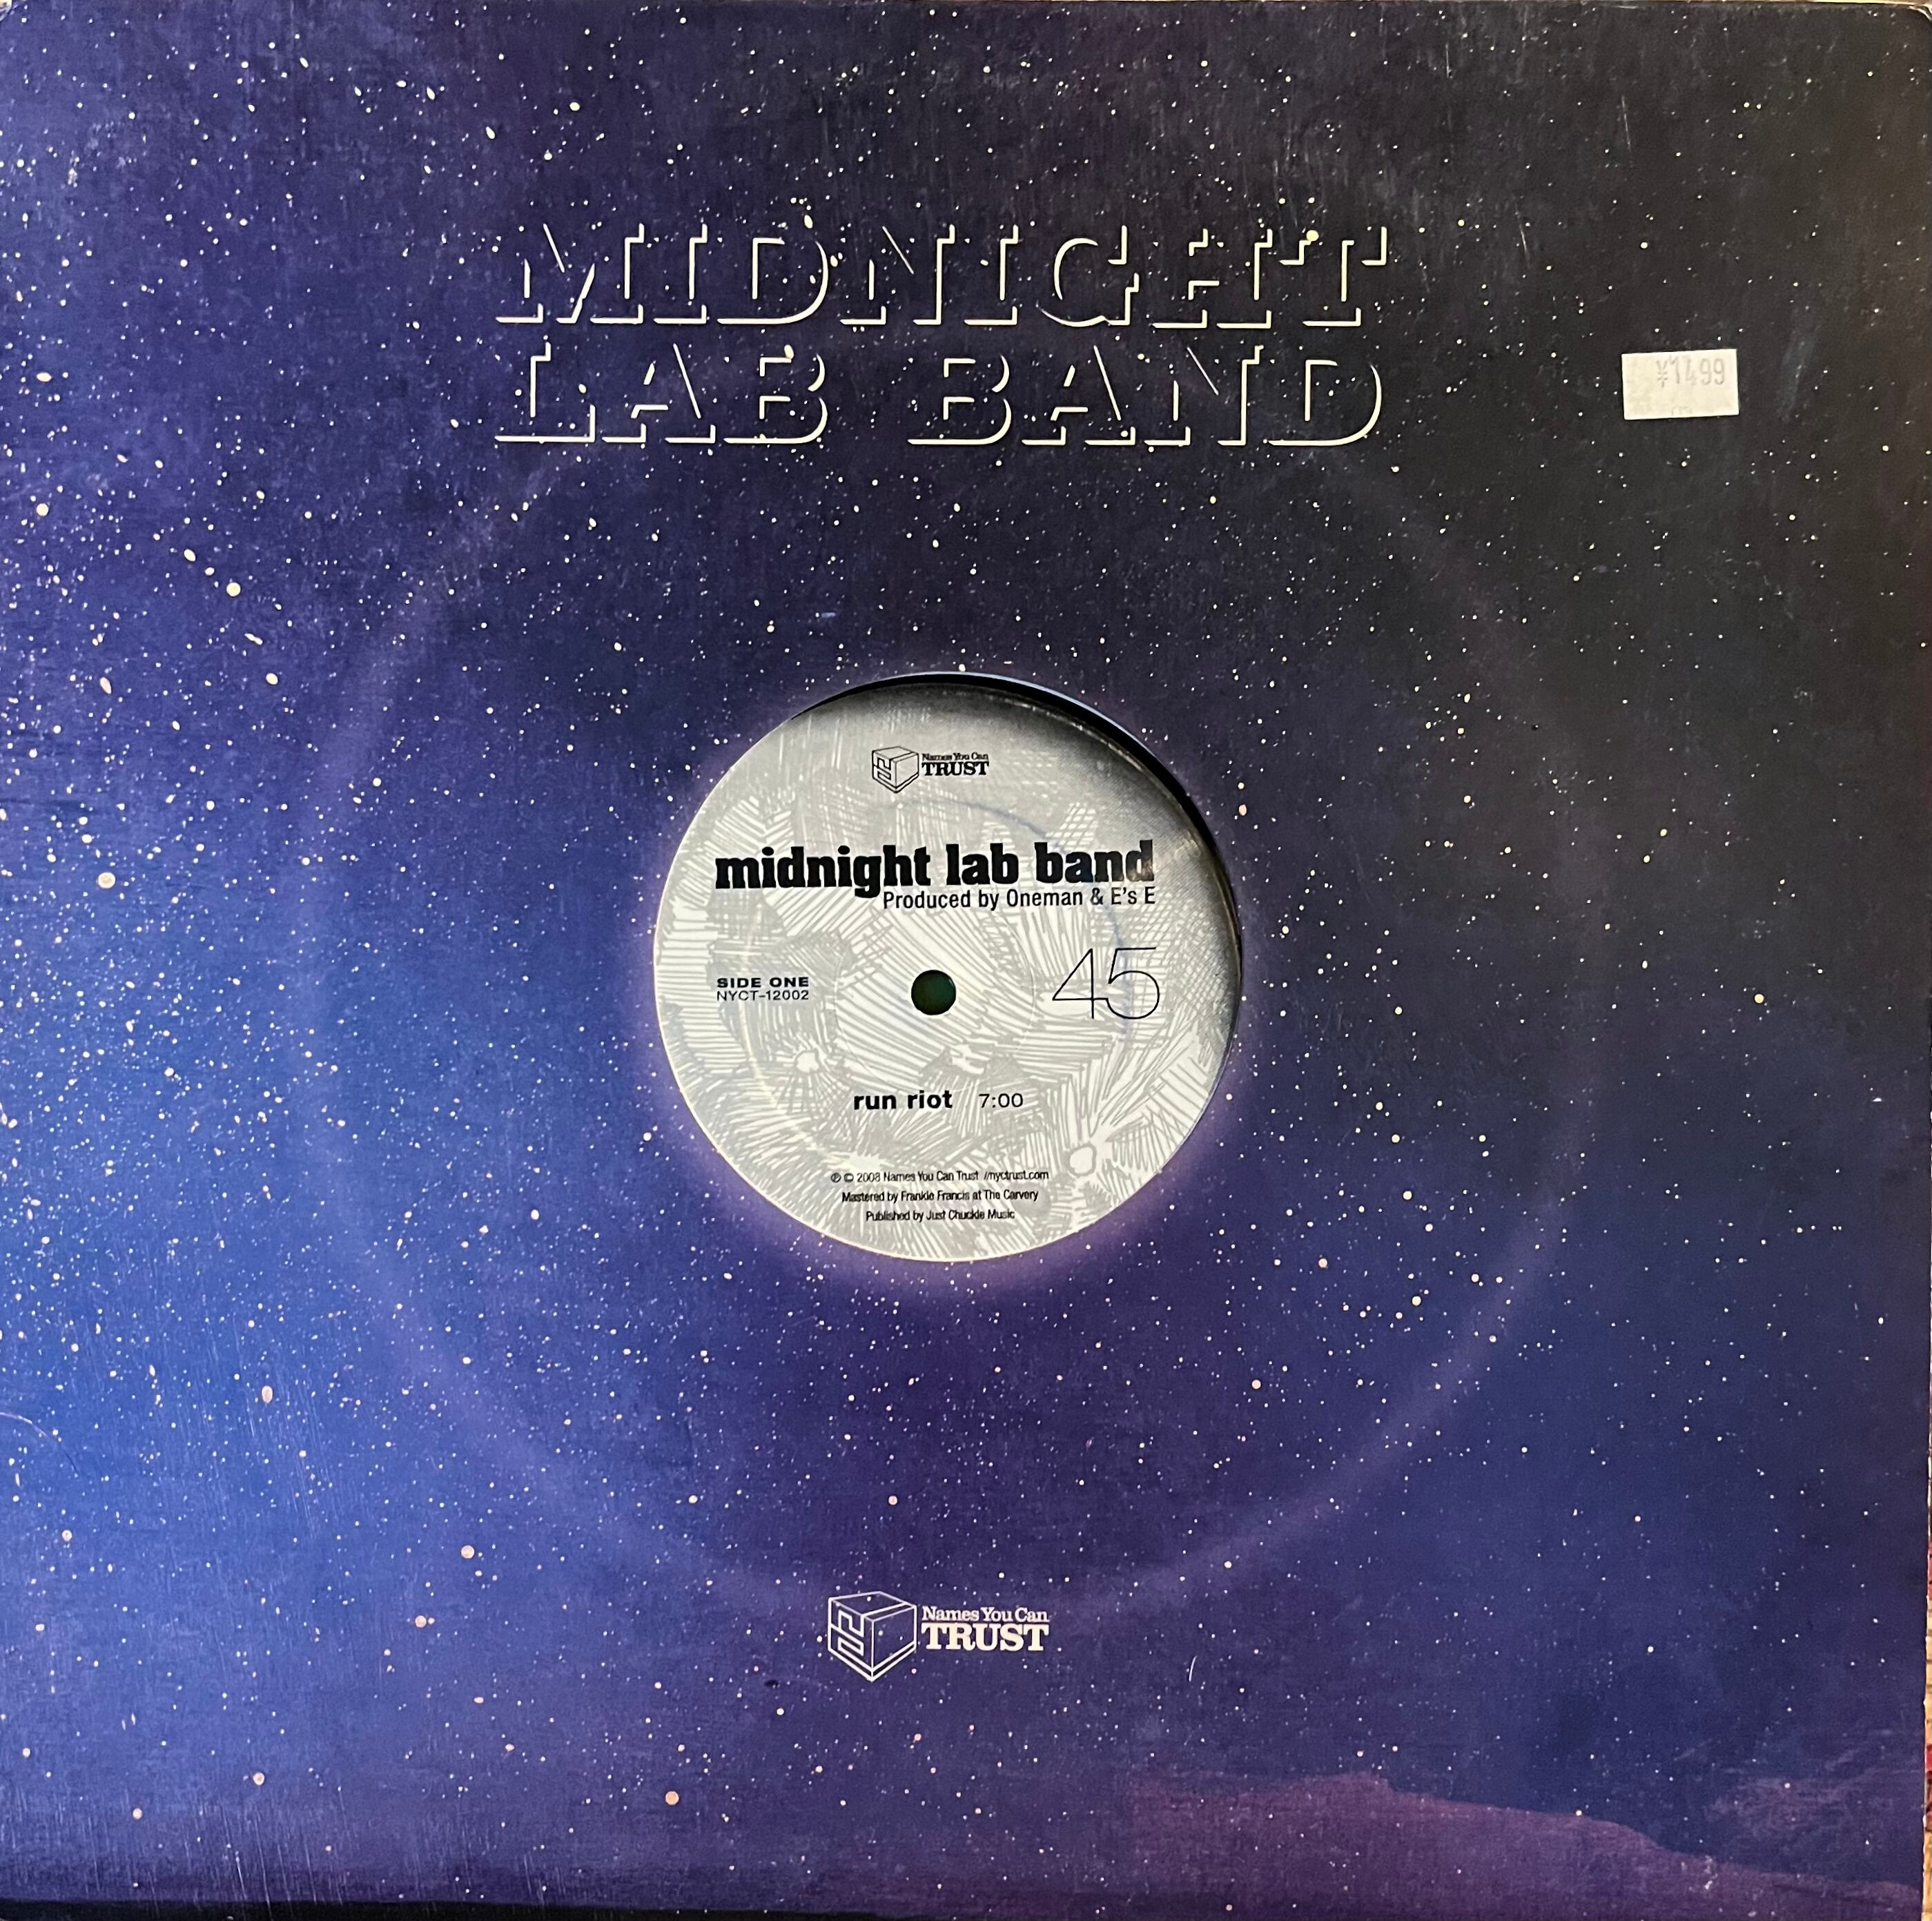 MIDNIGHT
LAB BAND
¥1499
Names You Can
TRUST
midnight lab band
Produced by Oneman & E's E
SIDE ONE
NYCT-12002
45
run riot 7:00
℗ © 2008 Names You Can Trust //nyctrust.com
Mastered by Frankie Francis at The Carvery
Published by Just Chuckle Music
Names You Can
TRUST